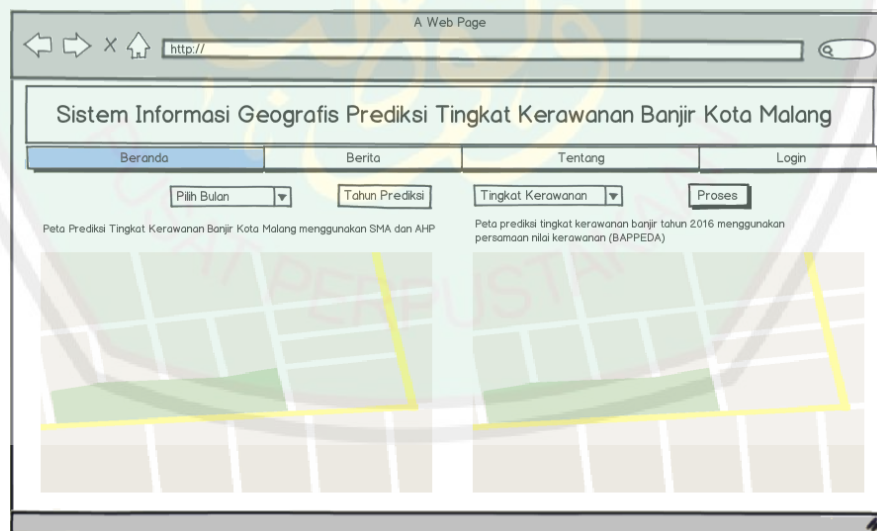 A Web Page
http://
Sistem Informasi Geografis Prediksi Tingkat Kerawanan Banjir Kota Malang
Beranda Berita Tentang Login
Pilih Bulan Tahun Prediksi Tingkat Kerawanan Proses
Peta Prediksi Tingkat Kerawanan Banjir Kota Malang menggunakan SMA dan AHP
Peta prediksi tingkat kerawanan banjir tahun 2016 menggunakan
persamaan nilai kerawanan (BAPPEDA)
PUSAT PERPUSTAKAAN